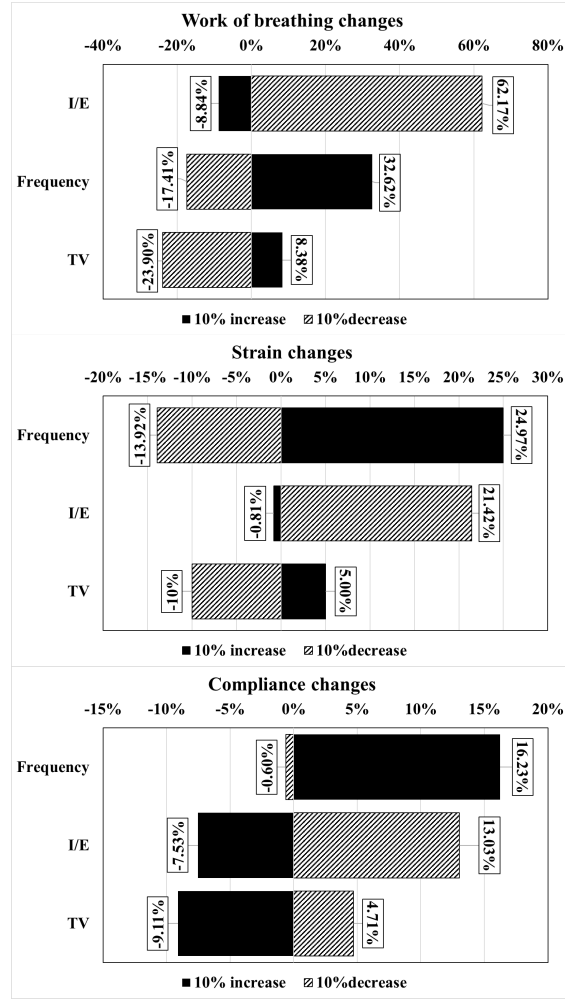 Work of breathing changes
-40% -20% 0% 20% 40% 60% 80%
I/E
-8.84%
62.17%
Frequency
-17.41%
32.62%
TV
-23.90%
8.38%
10% increase 10%decrease
Strain changes
-20% -15% -10% -5% 0% 5% 10% 15% 20% 25% 30%
Frequency
-13.92%
24.97%
I/E
-0.81%
21.42%
TV
-10%
5.00%
10% increase 10%decrease
Compliance changes
-15% -10% -5% 0% 5% 10% 15% 20%
Frequency
-0.60%
16.23%
I/E
-7.53%
13.03%
TV
-9.11%
4.71%
10% increase 10%decrease